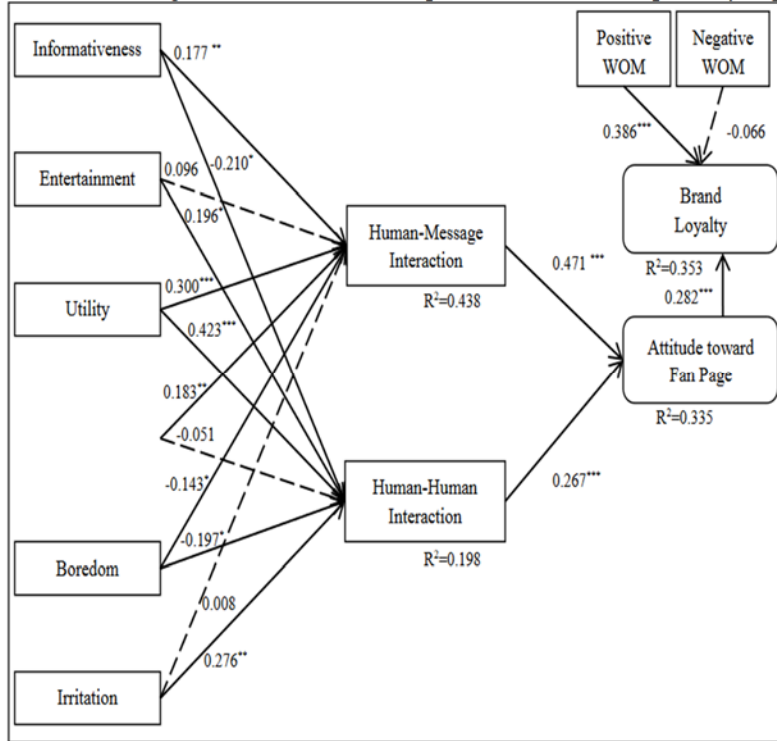 Informativeness
0.177 **
-0.210*
Entertainment
0.096
0.196*
Utility
0.300***
0.423***
0.183**
-0.051
Boredom
-0.143*
-0.197*
Irritation
0.008
0.276**
Human-Message
Interaction
R²=0.438
Human-Human
Interaction
R²=0.198
0.471 ***
0.267***
Positive
WOM
Negative
WOM
0.386***
-0.066
Brand
Loyalty
R²=0.353
0.282***
Attitude toward
Fan Page
R²=0.335